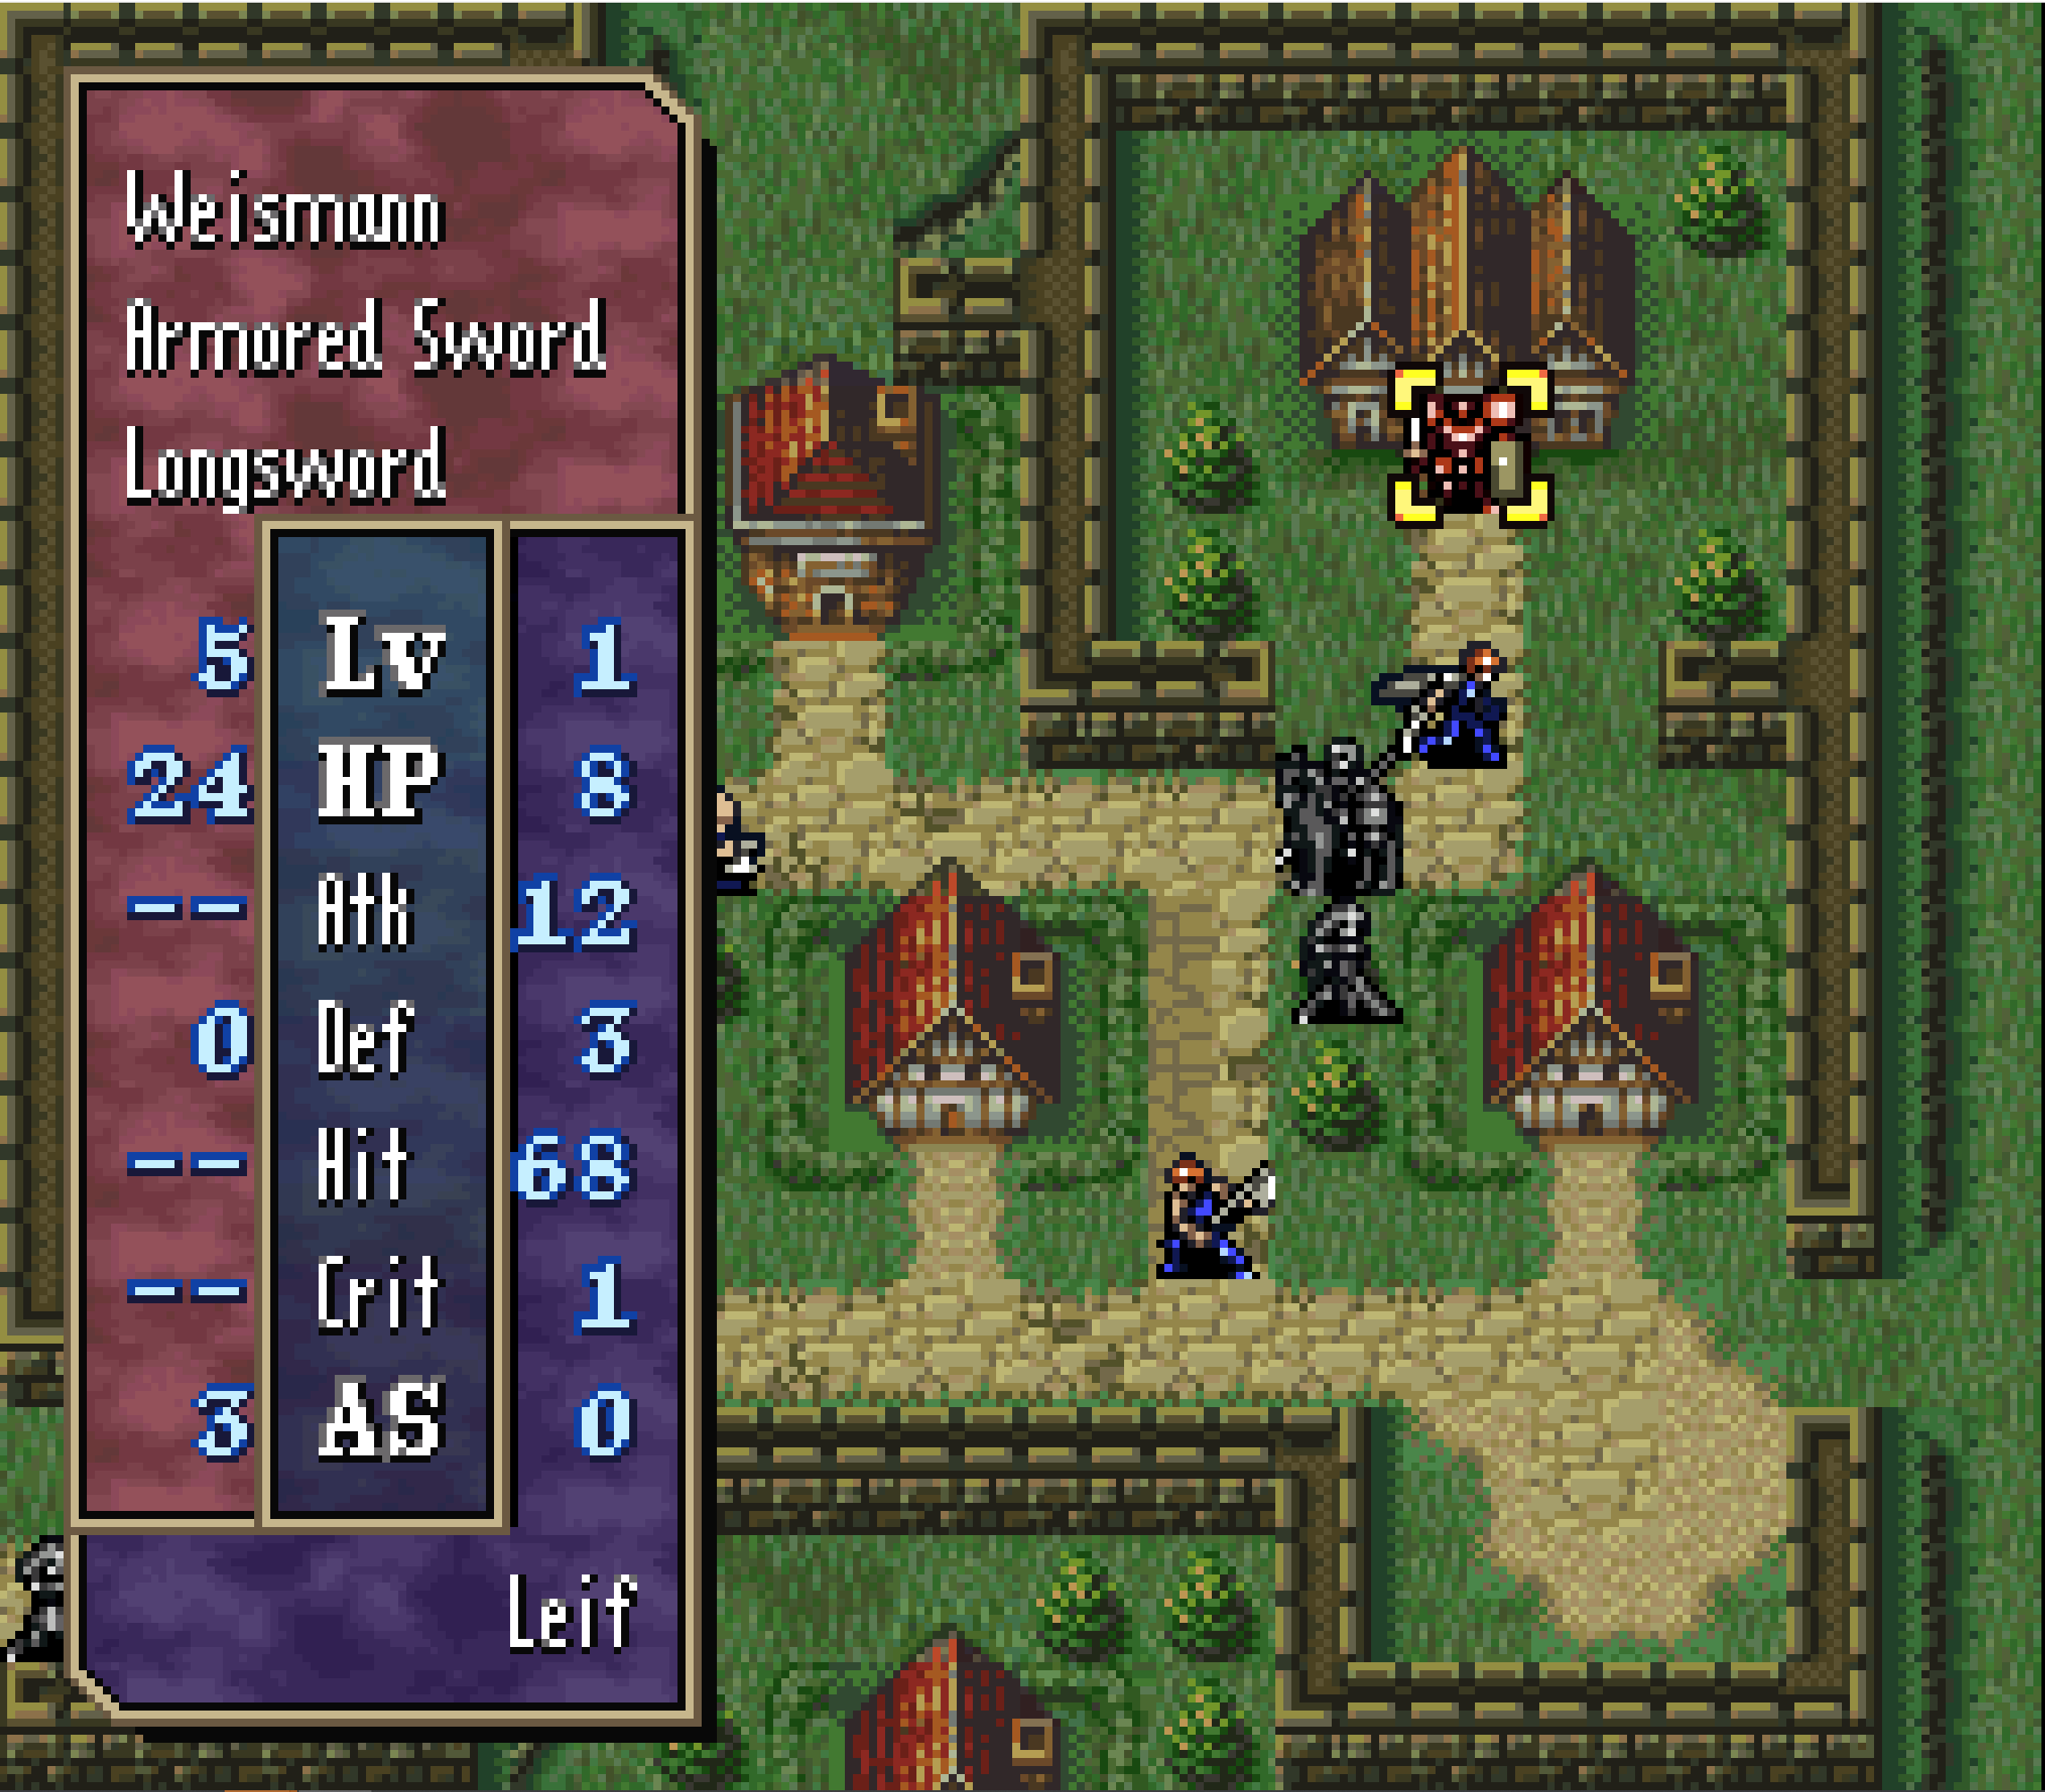 Weismann
Armored Sword
Longsword
5 Lv 1
24 HP 8
-- Atk 12
0 Def 3
-- Hit 68
-- Crit 1
3 AS 0
Leif